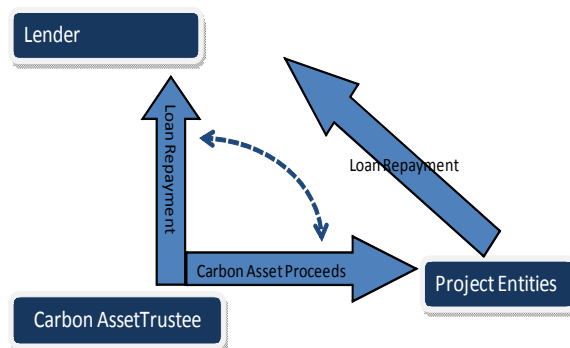 Lender
Loan Repayment
Loan Repayment
Carbon Asset Proceeds
Project Entities
Carbon AssetTrustee